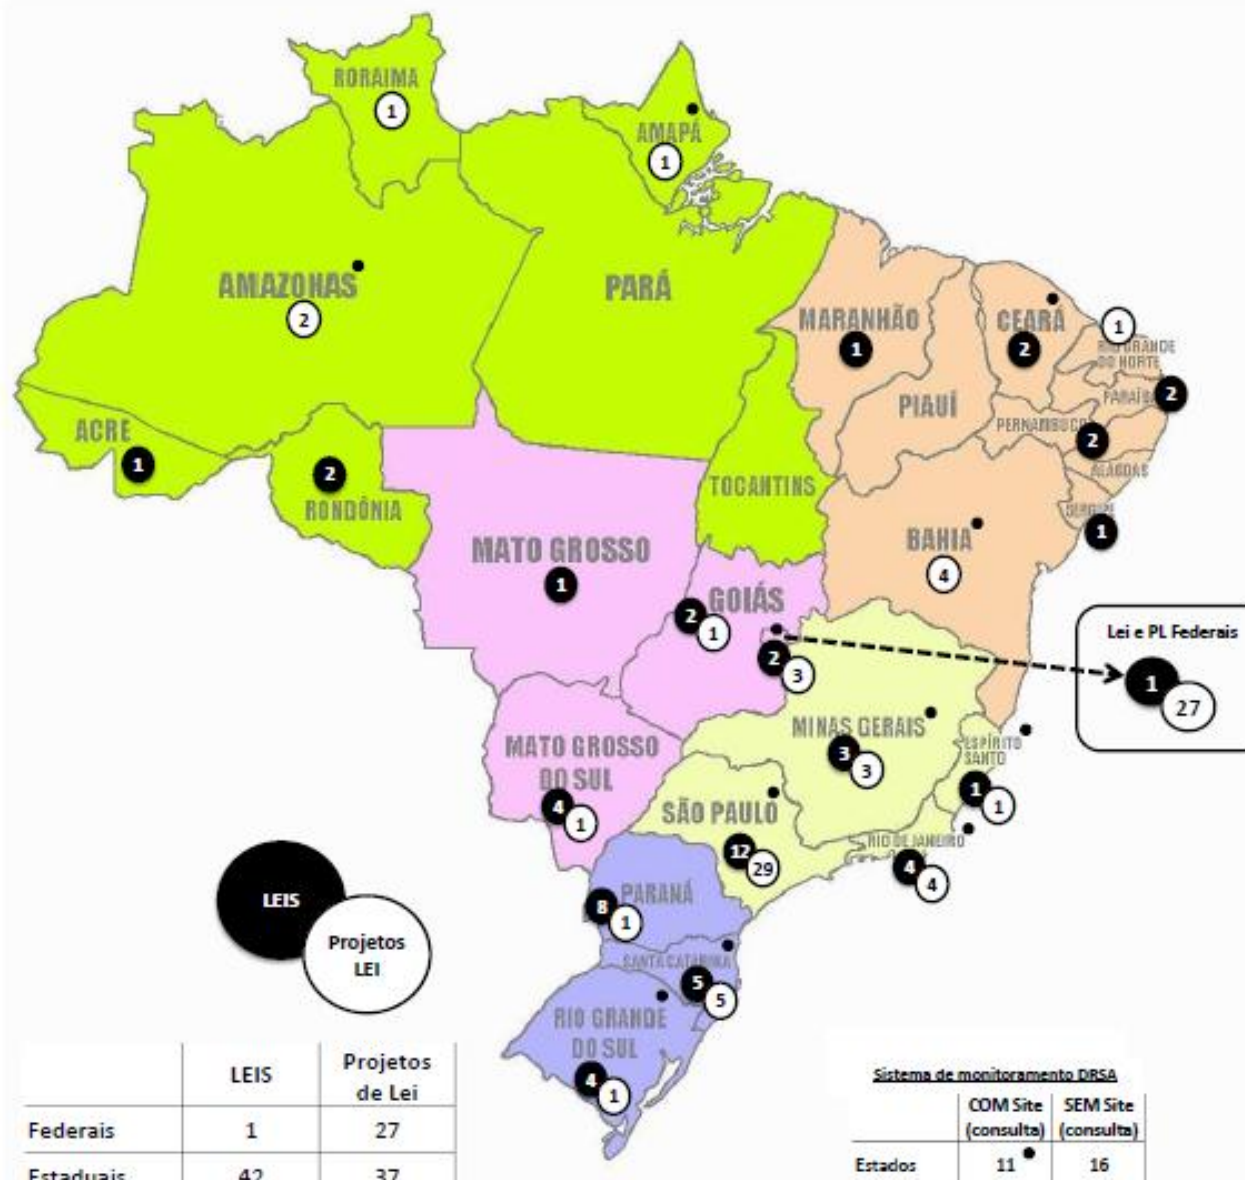 RORAIMA
1
AMAPÁ
1
AMAZONAS
2
PARÁ
MARANHÃO
1
CEARÁ
2
1
RIO GRANDE
DO NORTE
PIAUÍ
PARAÍBA
2
PERNAMBUCO
2
ALAGOAS
SERGIPE
1
ACRE
1
2
RONDÔNIA
TOCANTINS
MATO GROSSO
1
BAHIA
4
GOIÁS
2
1
2
3
Lei e PL Federais
1
27
MINAS GERAIS
3
3
ESPÍRITO
SANTO
1
1
MATO GROSSO
DO SUL
4
1
SÃO PAULO
12
29
RIO DE JANEIRO
4
4
PARANÁ
8
1
SANTA CATARINA
5
5
RIO GRANDE
DO SUL
4
1
LEIS
Projetos
LEI
LEIS Projetos
de Lei
Federais 1 27
Estaduais 42 37
Sistema de monitoramento DRSA
COM Site SEM Site
(consulta) (consulta)
Estados 11 16